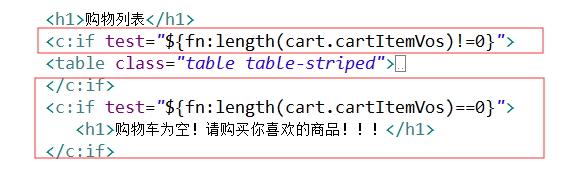 <h1>购物列表</h1>
<c:if test="${fn:length(cart.cartItemVos)!=0}">
<table class="table table-striped">
</c:if>
<c:if test="${fn:length(cart.cartItemVos)==0}">
<h1>购物车为空！请购买你喜欢的商品！！！</h1>
</c:if>